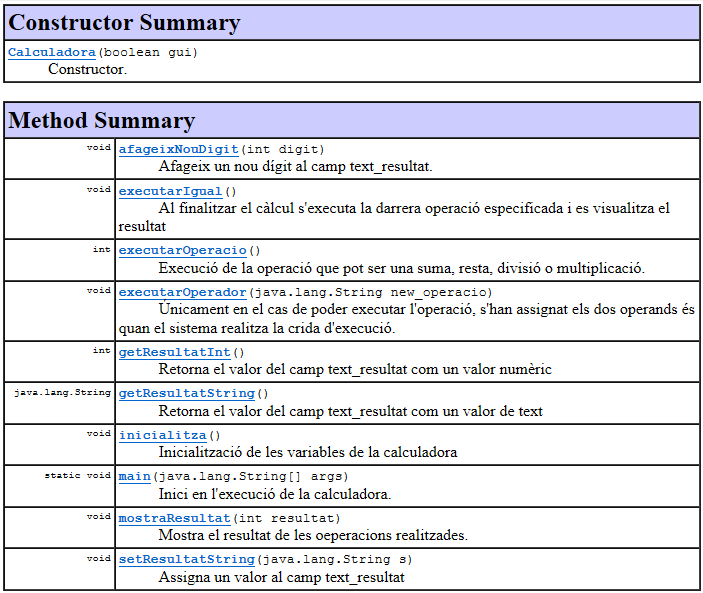 Constructor Summary
Calculadora(boolean gui)
Constructor.
Method Summary
void afageixNouDigit(int digit)
Afageix un nou dígit al camp text_resultat.
void executarIgual()
Al finalitzar el càlcul s'executa la darrera operació especificada i es visualitza el
resultat
int executarOperacio()
Execució de la operació que pot ser una suma, resta, divisió o multiplicació.
void executarOperador(java.lang.String new_operacio)
Únicament en el cas de poder executar l'operació, s'han assignat els dos operands és
quan el sistema realitza la crida d'execució.
int getResultatInt()
Retorna el valor del camp text_resultat com un valor numèric
java.lang.String getResultatString()
Retorna el valor del camp text_resultat com un valor de text
void inicialitza()
Inicialització de les variables de la calculadora
static void main(java.lang.String[] args)
Inici en l'execució de la calculadora.
void mostraResultat(int resultat)
Mostra el resultat de les oeperacions realitzades.
void setResultatString(java.lang.String s)
Assigna un valor al camp text_resultat